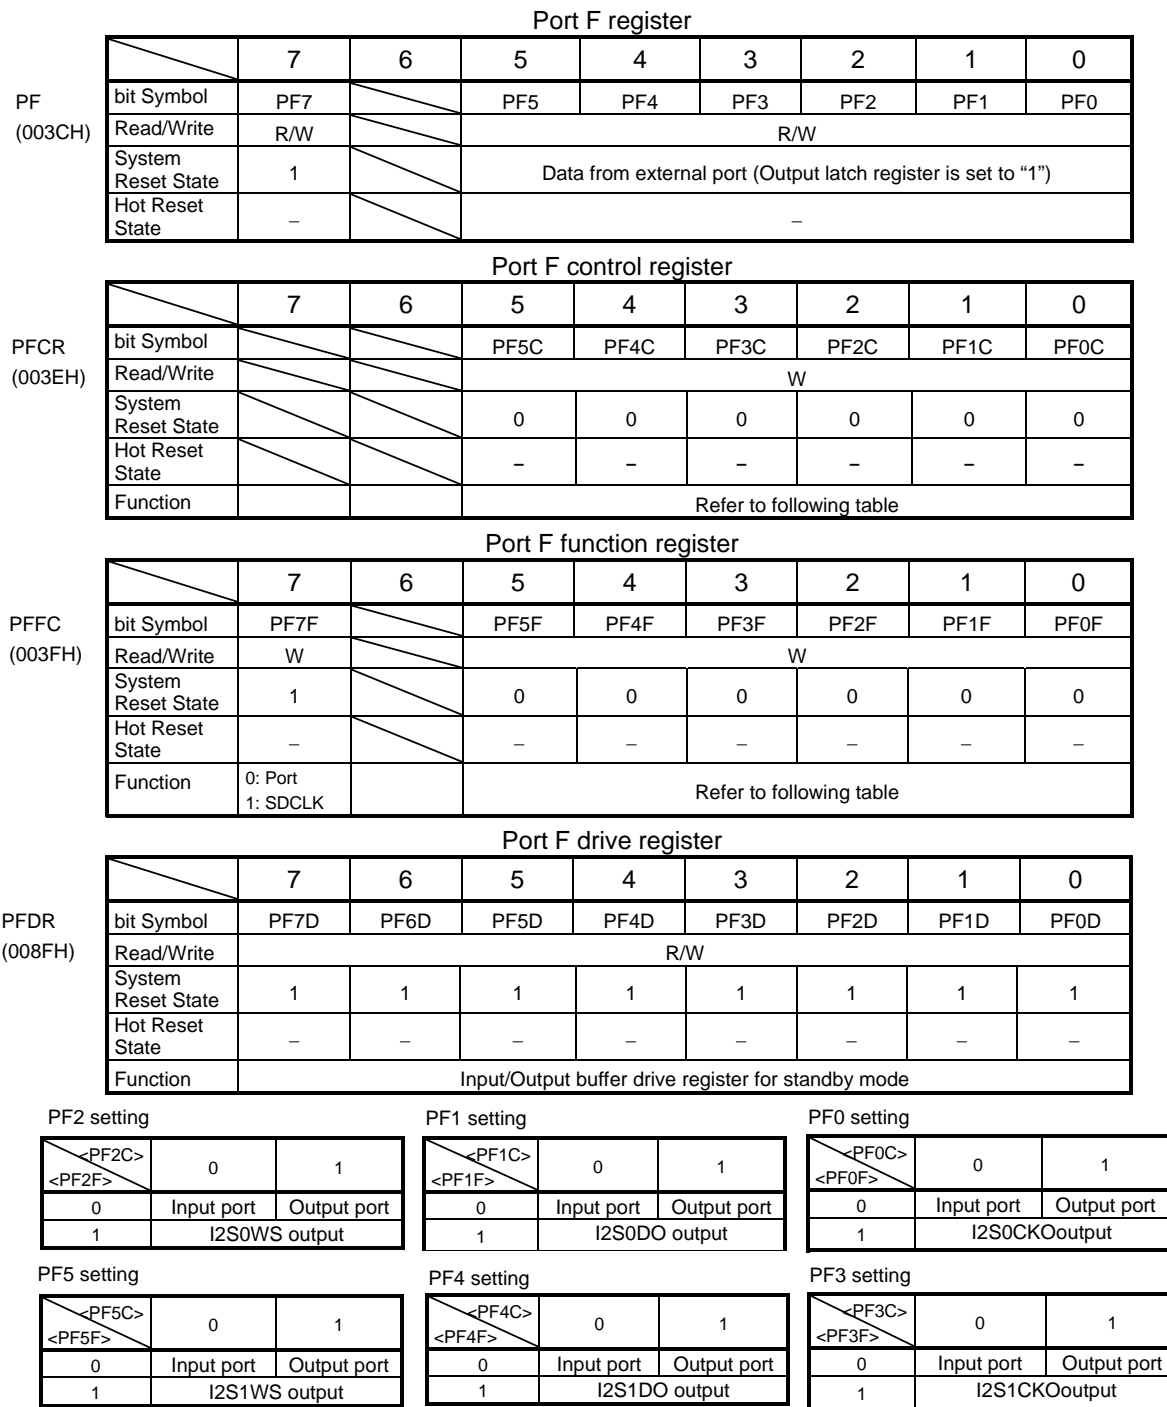 Port F register
7 6 5 4 3 2 1 0
PF
(003CH)
bit Symbol PF7 PF5 PF4 PF3 PF2 PF1 PF0
Read/Write R/W R/W
System
Reset State 1 Data from external port (Output latch register is set to “1”)
Hot Reset
State – –
Port F control register
7 6 5 4 3 2 1 0
PFCR
(003EH)
bit Symbol PF5C PF4C PF3C PF2C PF1C PF0C
Read/Write W
System
Reset State 0 0 0 0 0 0
Hot Reset
State – – – – – –
Function Refer to following table
Port F function register
7 6 5 4 3 2 1 0
PFFC
(003FH)
bit Symbol PF7F PF5F PF4F PF3F PF2F PF1F PF0F
Read/Write W W
System
Reset State 1 0 0 0 0 0 0
Hot Reset
State – – – – – – –
Function 0: Port
1: SDCLK Refer to following table
Port F drive register
7 6 5 4 3 2 1 0
PFDR
(008FH)
bit Symbol PF7D PF6D PF5D PF4D PF3D PF2D PF1D PF0D
Read/Write R/W
System
Reset State 1 1 1 1 1 1 1 1
Hot Reset
State – – – – – – – –
Function Input/Output buffer drive register for standby mode
PF2 setting
<PF2C>
<PF2F> 0 1
0 Input port Output port
1 I2S0WS output
PF1 setting
<PF1C>
<PF1F> 0 1
0 Input port Output port
1 I2S0DO output
PF0 setting
<PF0C>
<PF0F> 0 1
0 Input port Output port
1 I2S0CKOoutput
PF5 setting
<PF5C>
<PF5F> 0 1
0 Input port Output port
1 I2S1WS output
PF4 setting
<PF4C>
<PF4F> 0 1
0 Input port Output port
1 I2S1DO output
PF3 setting
<PF3C>
<PF3F> 0 1
0 Input port Output port
1 I2S1CKOoutput